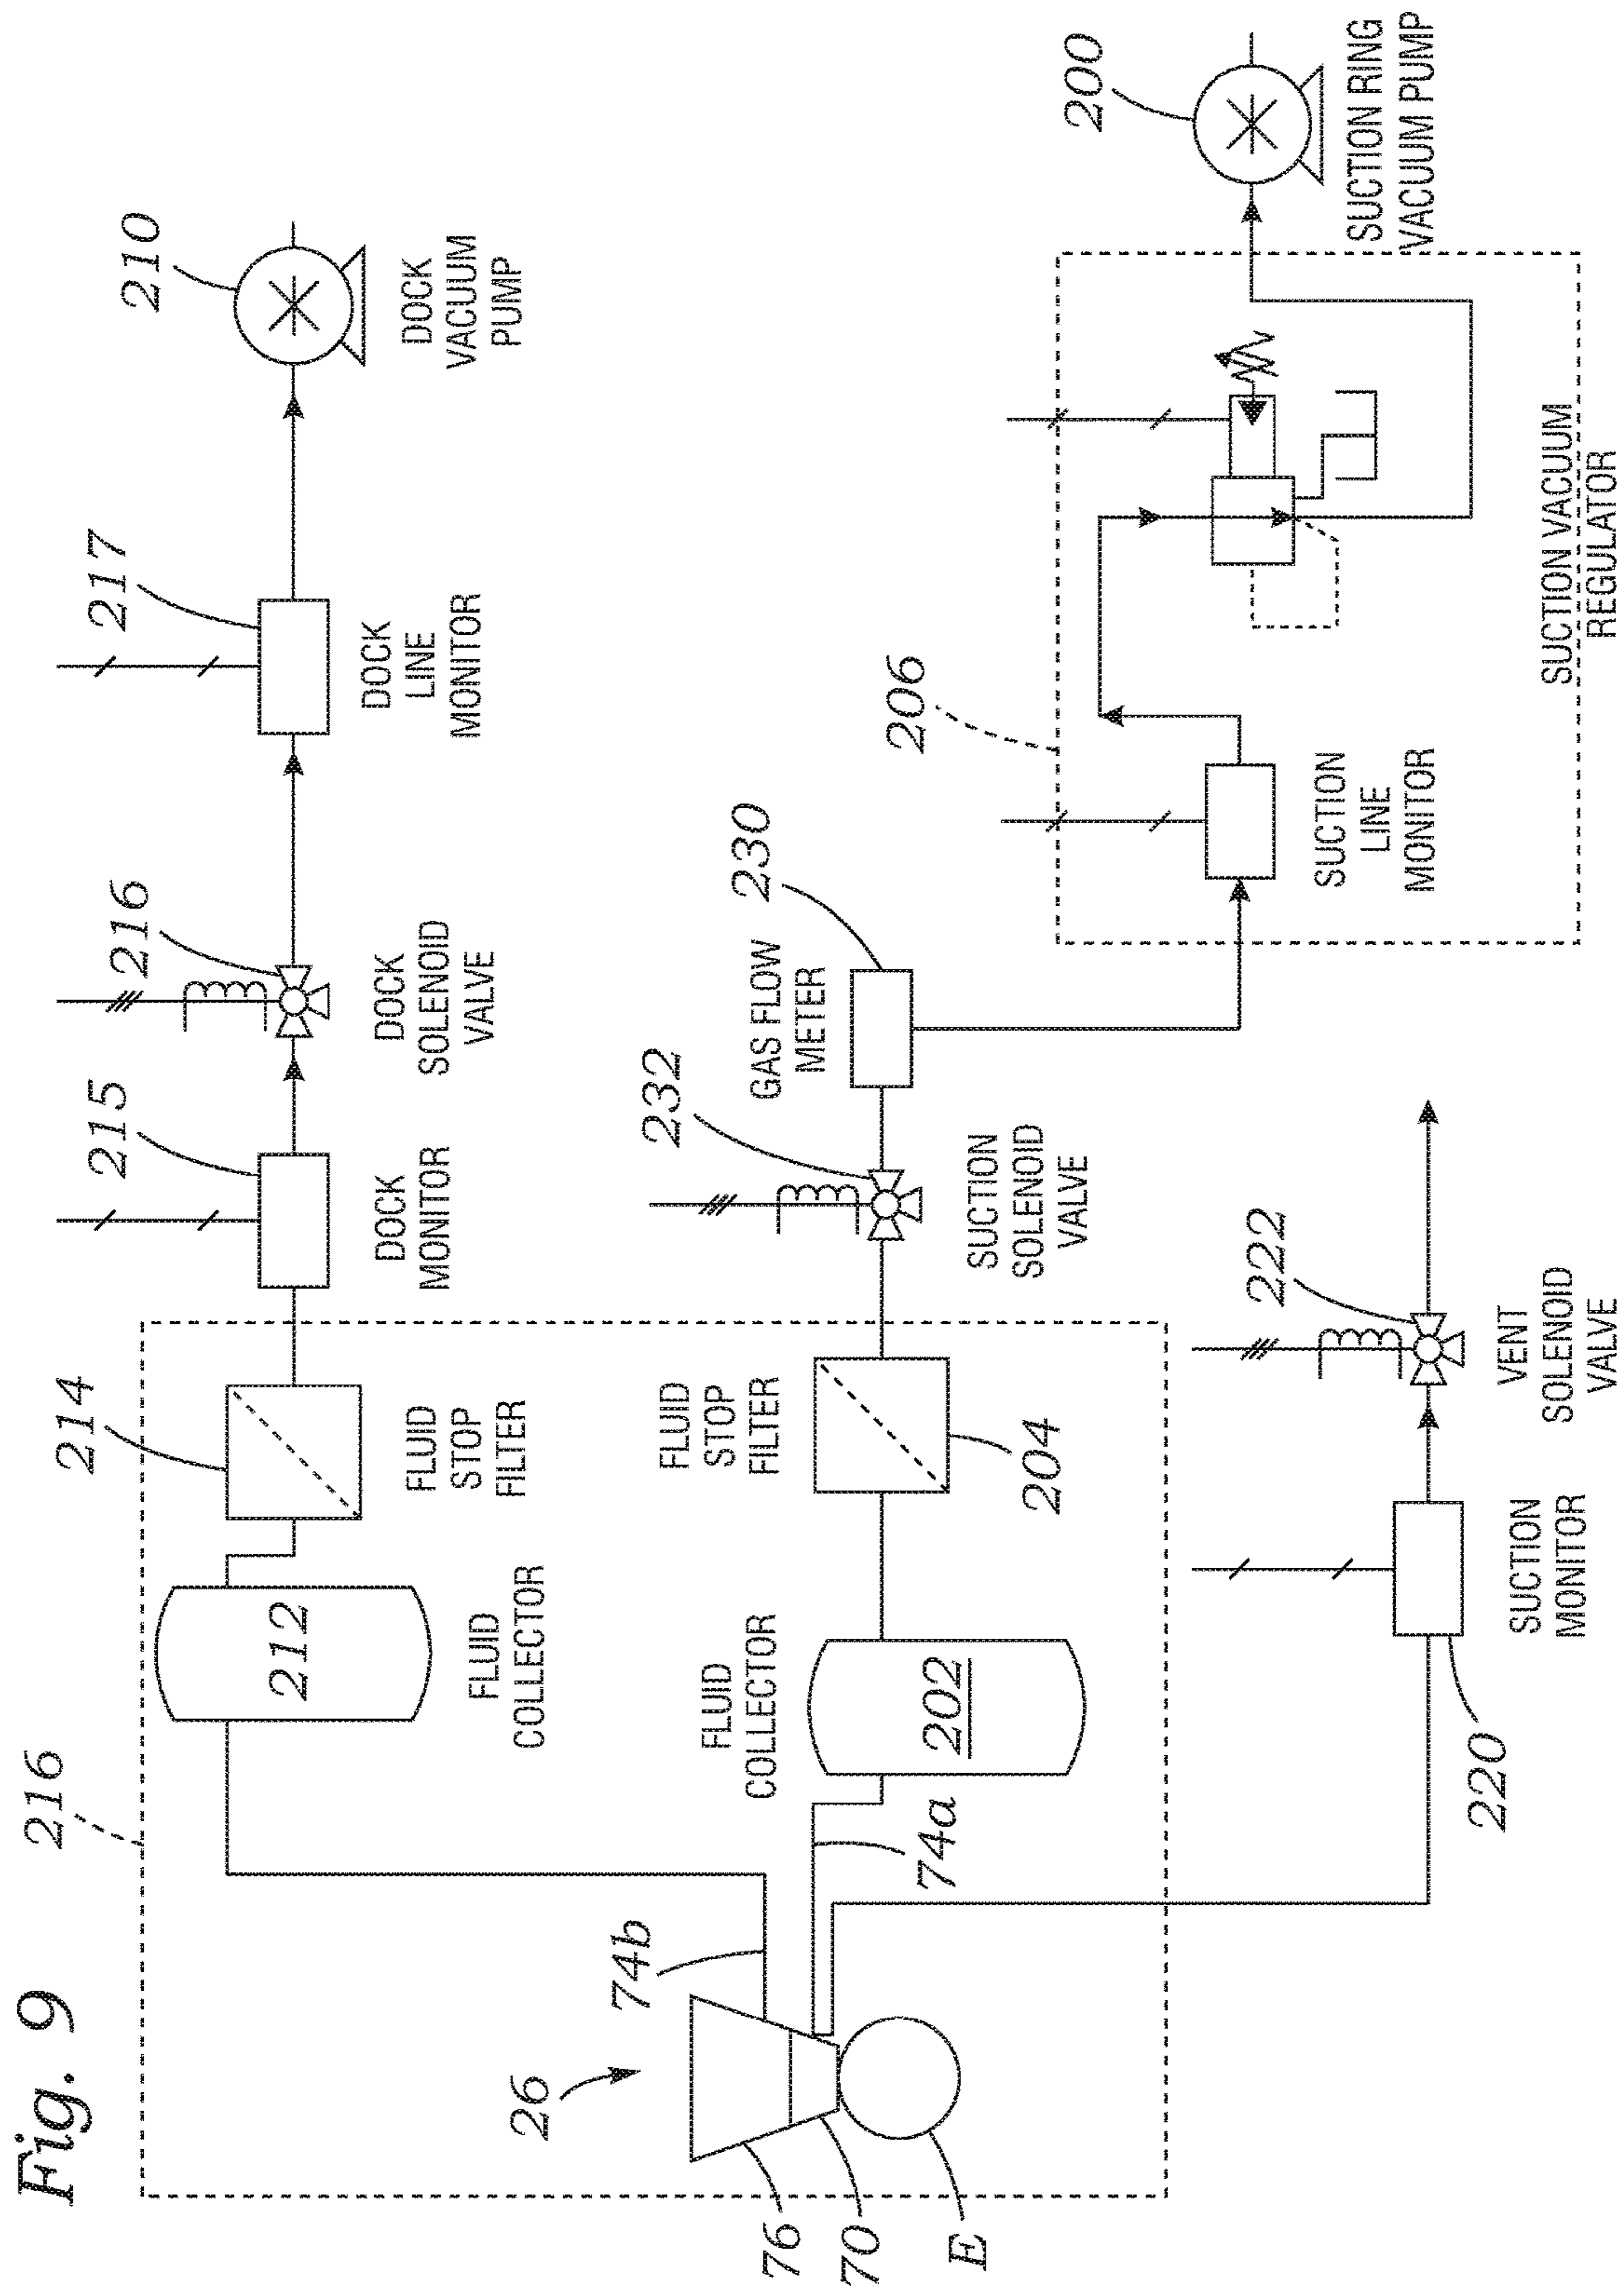 Fig. 9
210
DOCK
VACUUM
PUMP
217
DOCK
LINE
MONITOR
216
DOCK
SOLENOID
VALVE
215
DOCK
MONITOR
214
FLUID
STOP
FILTER
212
FLUID
COLLECTOR
216
26
76
70
E
74b
74a
FLUID
COLLECTOR
202
FLUID
STOP
FILTER
204
232
SUCTION
SOLENOID
VALVE
GAS FLOW
METER
230
206
SUCTION
LINE
MONITOR
SUCTION VACUUM
REGULATOR
200
SUCTION RING
VACUUM PUMP
220
SUCTION
MONITOR
222
VENT
SOLENOID
VALVE